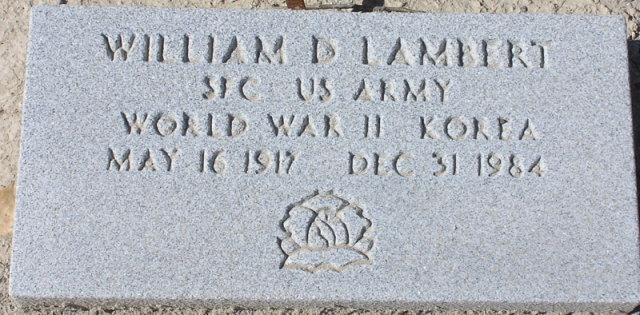 WILLIAM D LAMBERT
SFC US ARMY
WORLD WAR II KOREA
MAY 16 1917 DEC 31 1984